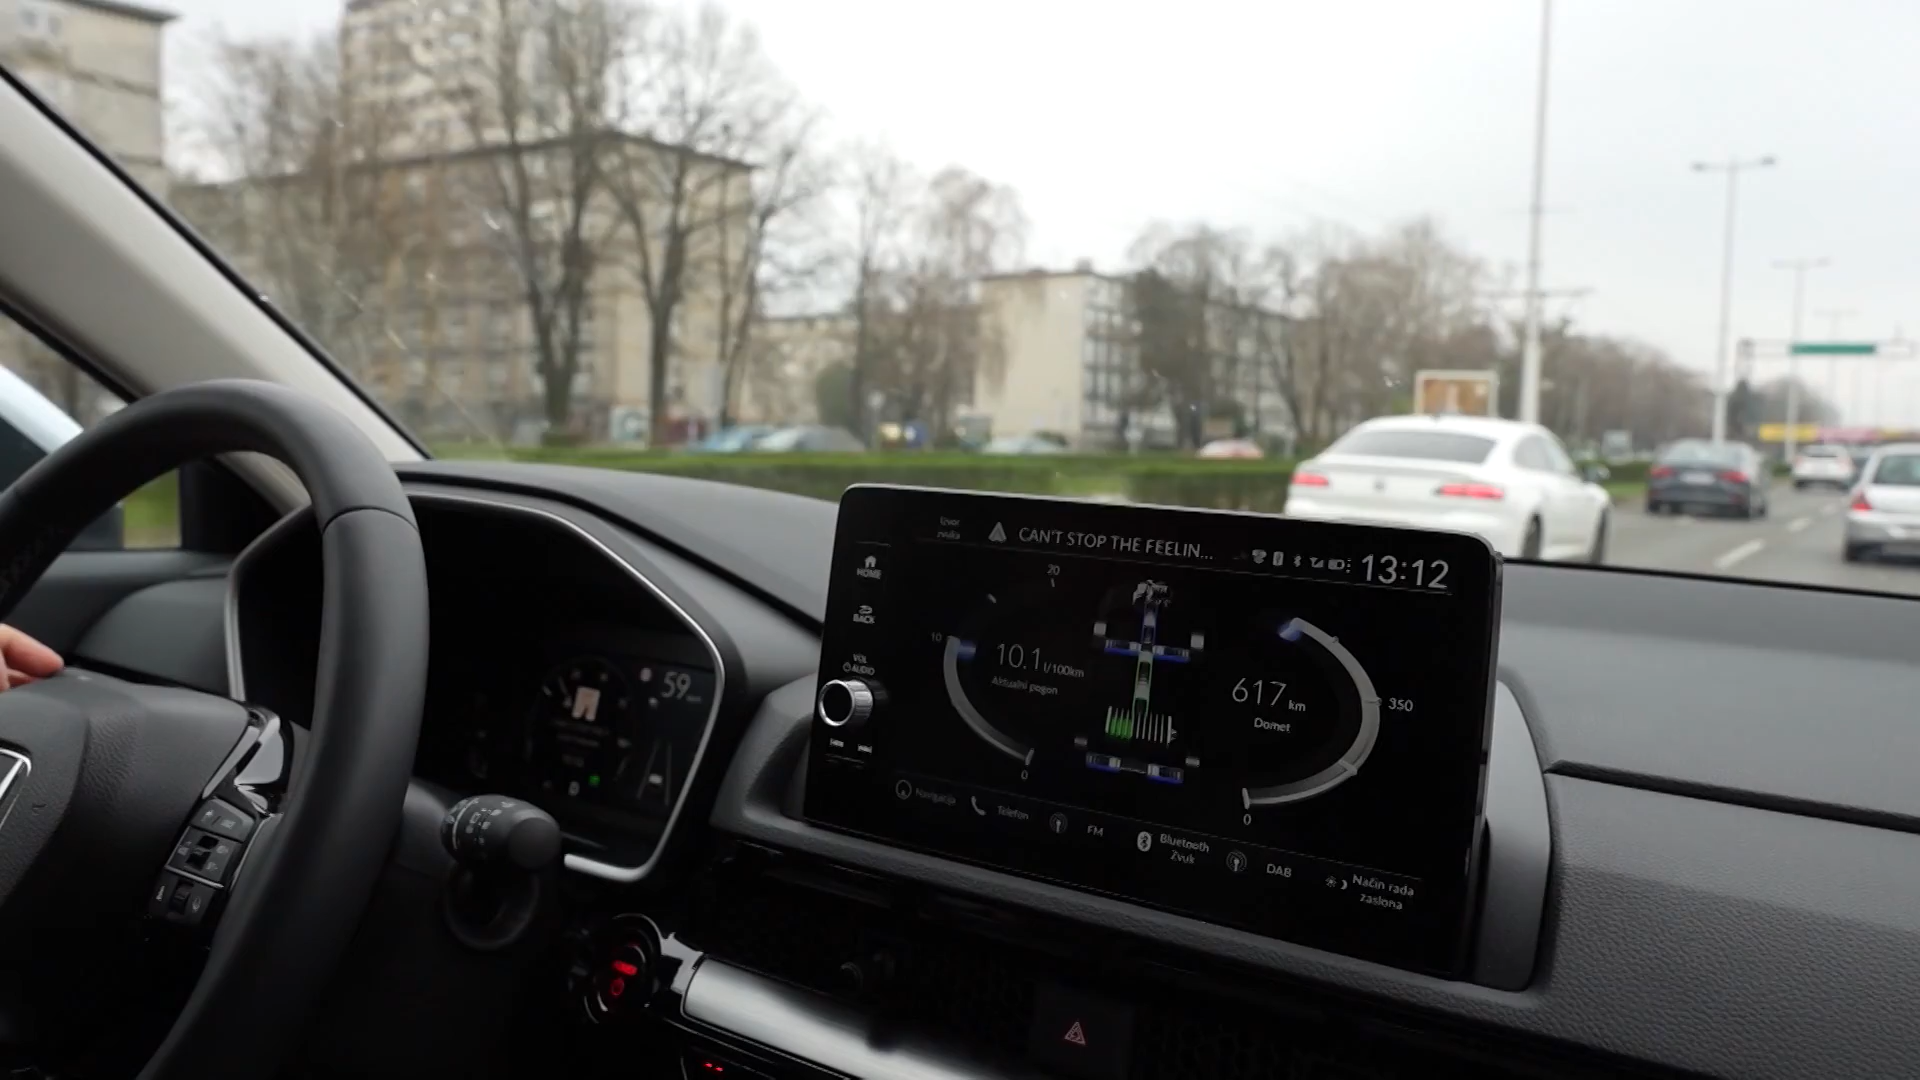 Izvor
zvuka
CAN'T STOP THE FEELIN...
13:12
HOME
BACK
VOL
AUDIO
20
10
0
10.1 l/100km
Aktualni pogon
617 km
Domet
350
0
Navigacija
Telefon
FM
Bluetooth
Zvuk
DAB
Način rada
zaslona
59